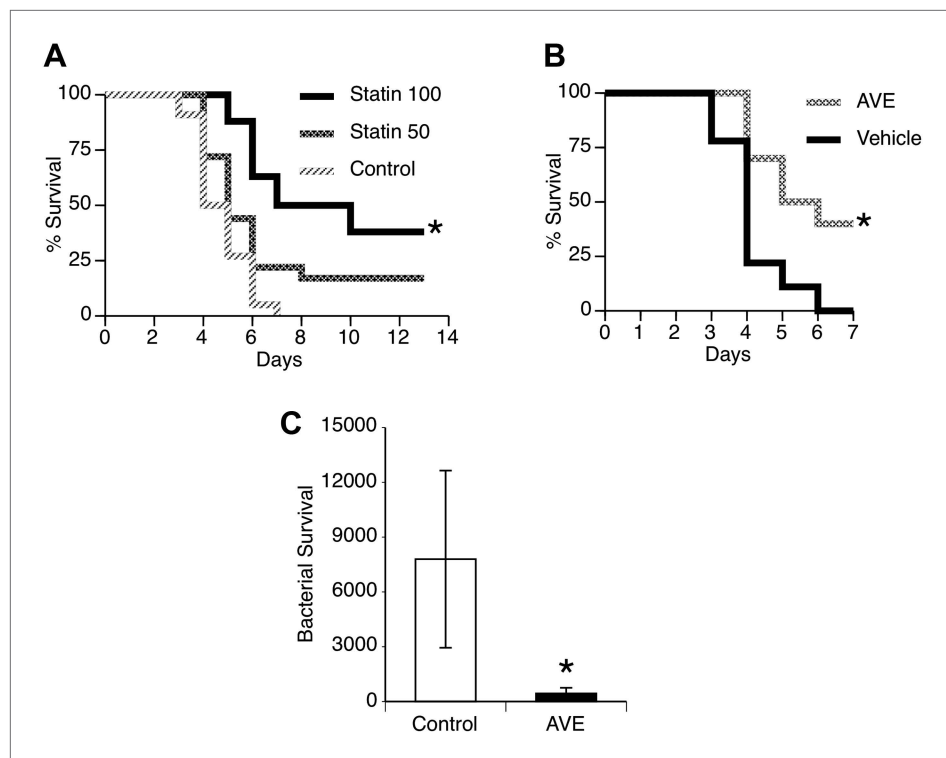 A
100
75
50
25
0
% Survival
Statin 100
Statin 50
Control
*
0 2 4 6 8 10 12 14
Days
B
100
75
50
25
0
% Survival
AVE
Vehicle
*
0 1 2 3 4 5 6 7
Days
C
15000
12000
9000
6000
3000
0
Bacterial Survival
*
Control AVE